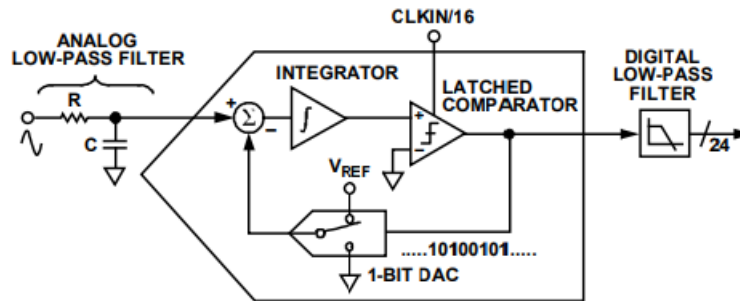 CLKIN/16
ANALOG
LOW-PASS FILTER
R
C
+
Σ
–
INTEGRATOR
∫
LATCHED
COMPARATOR
+
–
DIGITAL
LOW-PASS
FILTER
24
VREF
.....10100101.....
1-BIT DAC